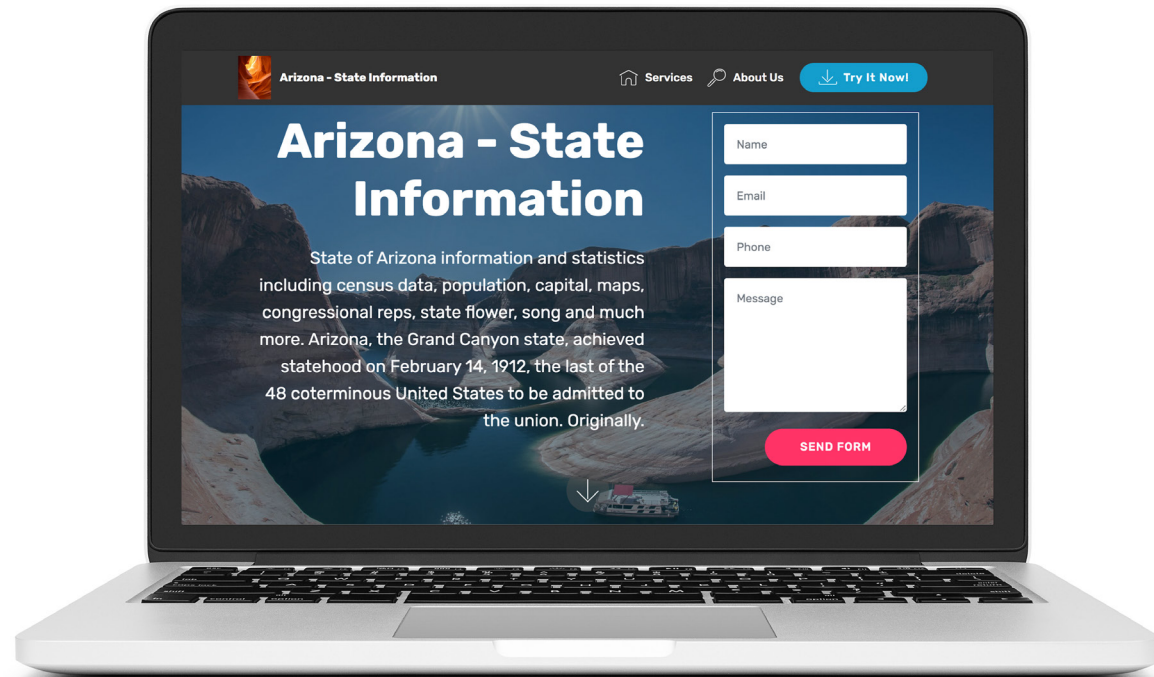 Arizona - State Information
Services
About Us
Try It Now!
Arizona - State
Information
State of Arizona information and statistics
including census data, population, capital, maps,
congressional reps, state flower, song and much
more. Arizona, the Grand Canyon state, achieved
statehood on February 14, 1912, the last of the
48 coterminous United States to be admitted to
the union. Originally.
Name
Email
Phone
Message
SEND FORM
control
option
option